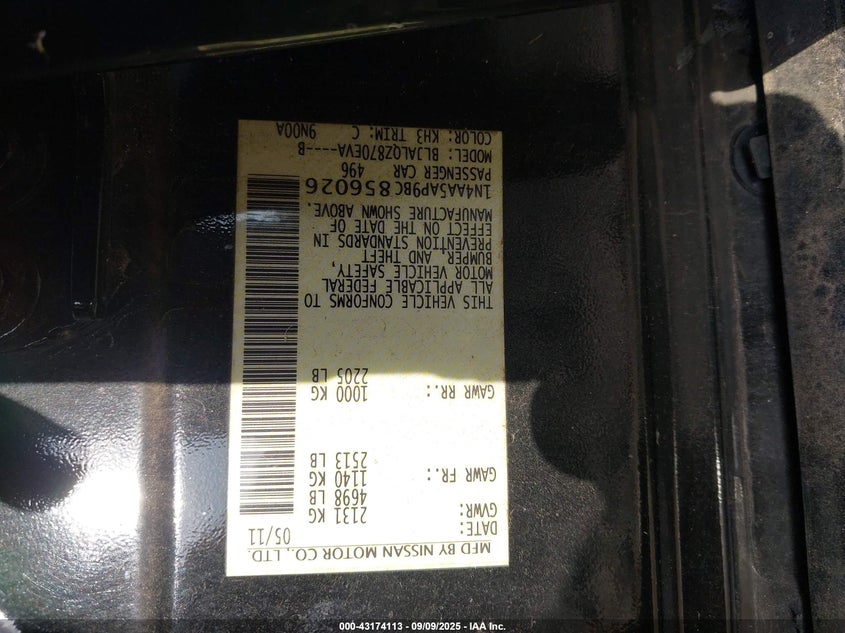 MFD BY NISSAN MOTOR CO., LTD.
DATE: 05/11
GVWR: 2131 KG
4698 LB
GAWR FR.: 1140 KG
2513 LB
GAWR RR.: 1000 KG
2205 LB
THIS VEHICLE CONFORMS TO
ALL APPLICABLE FEDERAL
MOTOR VEHICLE SAFETY,
BUMPER, AND THEFT
PREVENTION STANDARDS IN
EFFECT ON THE DATE OF
MANUFACTURE SHOWN ABOVE.
1N4AA5AP9BC856026
PASSENGER CAR 496
MODEL: BLJALQZ870EVA----B
COLOR: KH3 TRIM: C 9N00A
000-43174113 - 09/09/2025 - IAA Inc.